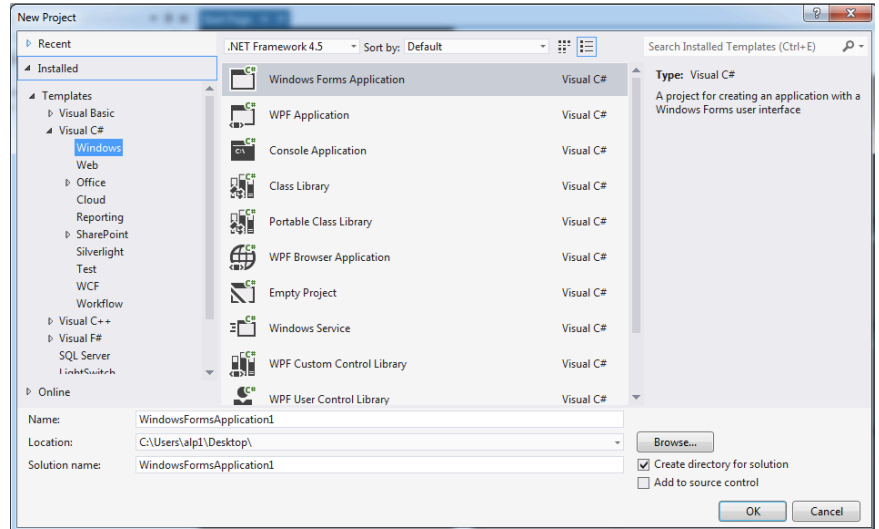 New Project
Recent
Installed
Templates
Visual Basic
Visual C#
Windows
Web
Office
Cloud
Reporting
SharePoint
Silverlight
Test
WCF
Workflow
Visual C++
Visual F#
SQL Server
LightSwitch
Online
.NET Framework 4.5 Sort by: Default
Windows Forms Application Visual C#
WPF Application Visual C#
Console Application Visual C#
Class Library Visual C#
Portable Class Library Visual C#
WPF Browser Application Visual C#
Empty Project Visual C#
Windows Service Visual C#
WPF Custom Control Library Visual C#
WPF User Control Library Visual C#
Search Installed Templates (Ctrl+E)
Type: Visual C#
A project for creating an application with a
Windows Forms user interface
Name: WindowsFormsApplication1
Location: C:\Users\alp1\Desktop\
Browse...
Solution name: WindowsFormsApplication1
Create directory for solution
Add to source control
OK Cancel